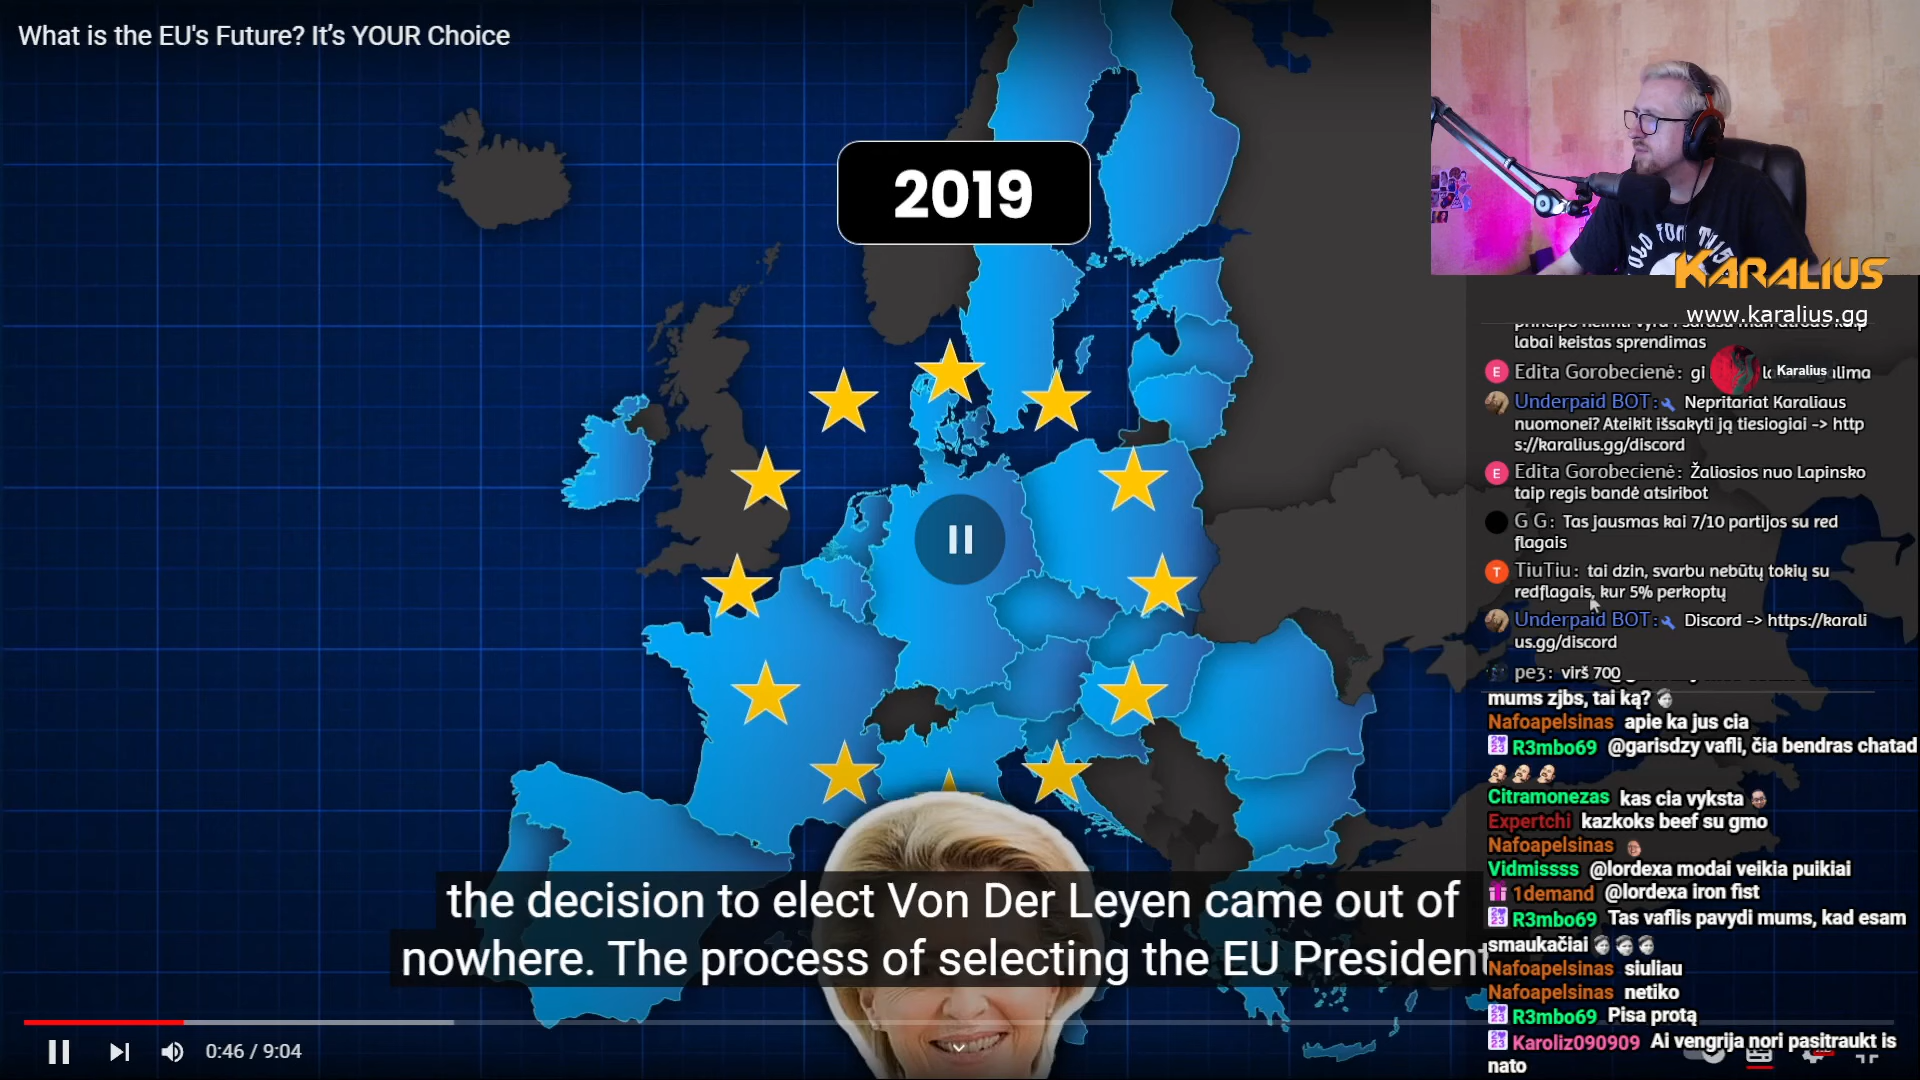 What is the EU's Future? It's YOUR Choice
2019
the decision to elect Von Der Leyen came out of
nowhere. The process of selecting the EU President
0:46 / 9:04
KARALIUS
www.karalius.gg
labai keistas sprendimas
Edita Gorobecienė: gi
Karalius
Underpaid BOT: Nepritariat Karaliaus
nuomonei? Ateikit išsakyti ją tiesiogiai -> http
s://karalius.gg/discord
Edita Gorobecienė: Žaliosios nuo Lapinsko
taip regis bandė atsiribot
G G: Tas jausmas kai 7/10 partijos su red
flagais
TiuTiu: tai dzin, svarbu nebūtų tokių su
redflagais, kur 5% perkoptų
Underpaid BOT: Discord -> https://karali
us.gg/discord
pe3: virš 700
mums zjbs, tai ką?
Nafoapelsinas apie ka jus cia
R3mbo69 @garisdzy vafli, čia bendras chatad
Citramonezas kas cia vyksta
Expertchi kazkoks beef su gmo
Nafoapelsinas
Vidmissss @lordexa modai veikia puikiai
1demand @lordexa iron fist
R3mbo69 Tas vaflis pavydi mums, kad esam
smaukačiai
Nafoapelsinas siuliau
Nafoapelsinas netiko
R3mbo69 Pisa protą
Karoliz090909 Ai vengrija nori pasitraukt is
nato